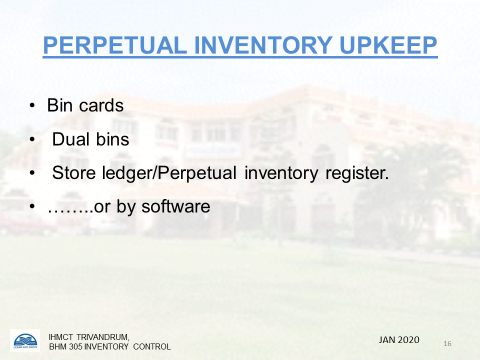 PERPETUAL INVENTORY UPKEEP
• Bin cards
• Dual bins
• Store ledger/Perpetual inventory register.
• ……..or by software
IHMCT TRIVANDRUM,
BHM 305 INVENTORY CONTROL
JAN 2020
16